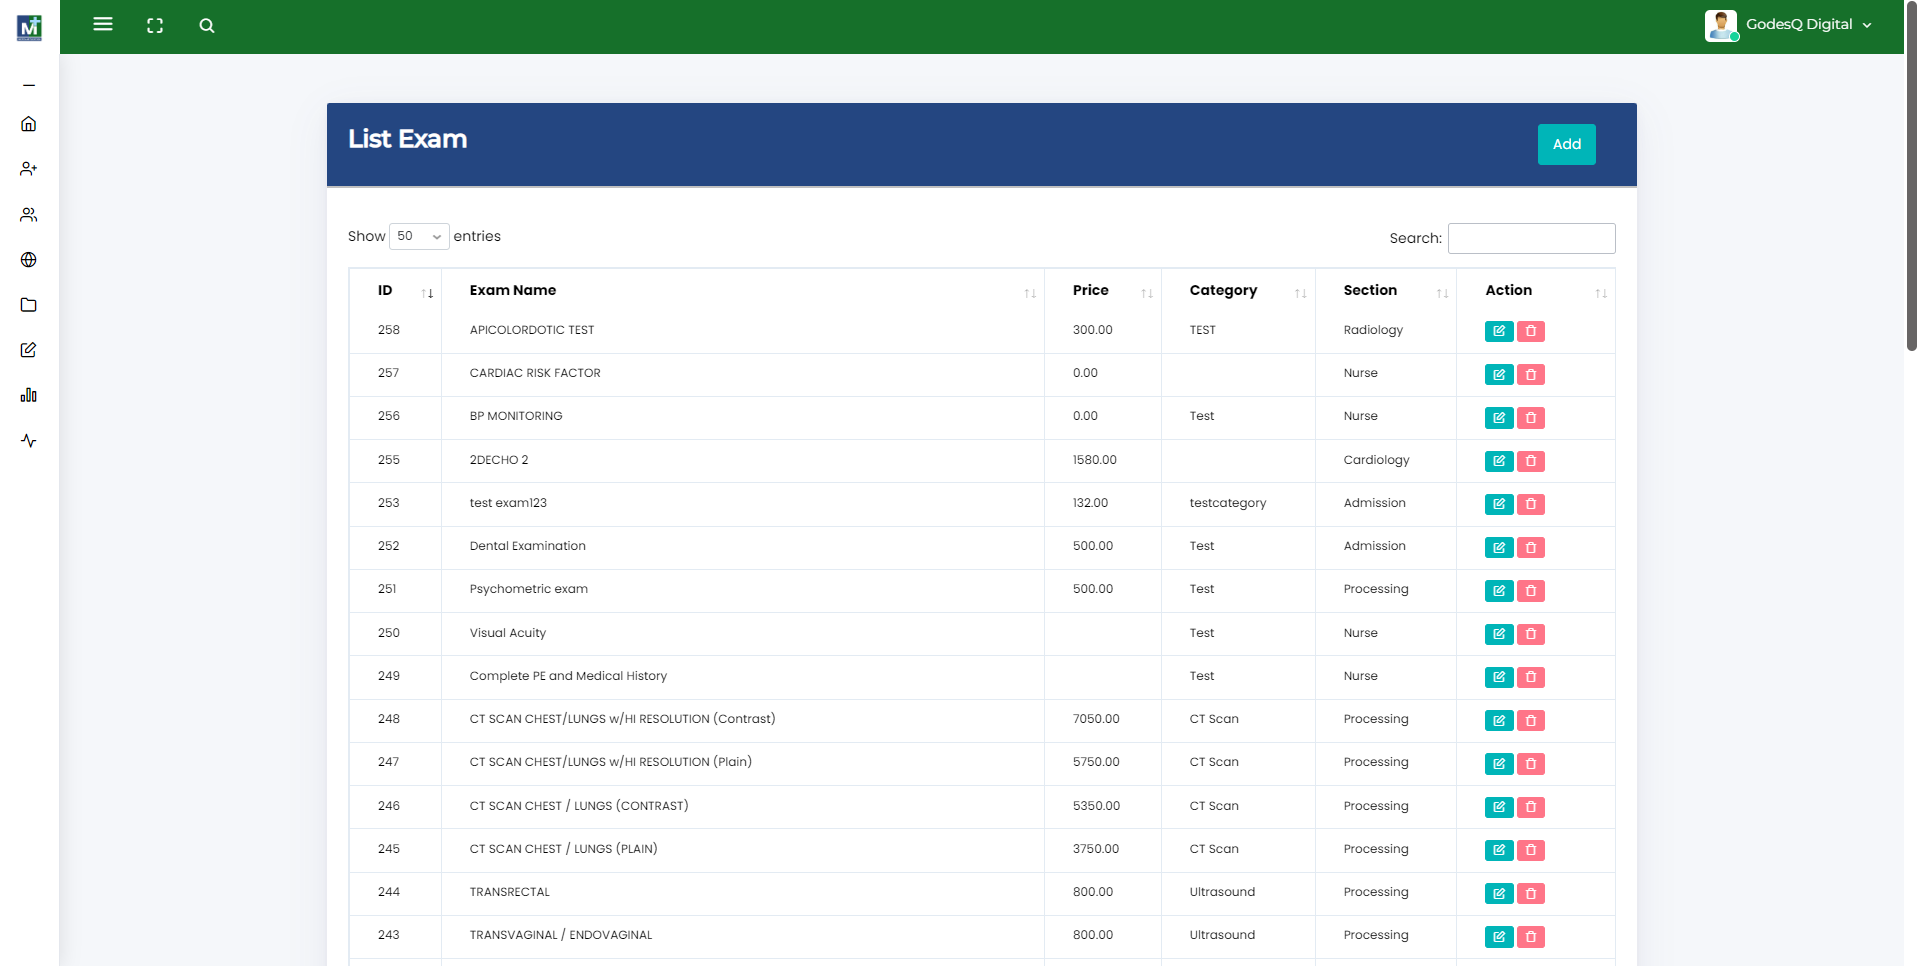 M
GodesQ Digital
List Exam
Add
Show 50 entries
Search:
ID Exam Name Price Category Section Action
258 APICOLORDOTIC TEST 300.00 TEST Radiology
257 CARDIAC RISK FACTOR 0.00 Nurse
256 BP MONITORING 0.00 Test Nurse
255 2DECHO 2 1580.00 Cardiology
253 test exam123 132.00 testcategory Admission
252 Dental Examination 500.00 Test Admission
251 Psychometric exam 500.00 Test Processing
250 Visual Acuity Test Nurse
249 Complete PE and Medical History Test Nurse
248 CT SCAN CHEST/LUNGS w/HI RESOLUTION (Contrast) 7050.00 CT Scan Processing
247 CT SCAN CHEST/LUNGS w/HI RESOLUTION (Plain) 5750.00 CT Scan Processing
246 CT SCAN CHEST / LUNGS (CONTRAST) 5350.00 CT Scan Processing
245 CT SCAN CHEST / LUNGS (PLAIN) 3750.00 CT Scan Processing
244 TRANSRECTAL 800.00 Ultrasound Processing
243 TRANSVAGINAL / ENDOVAGINAL 800.00 Ultrasound Processing